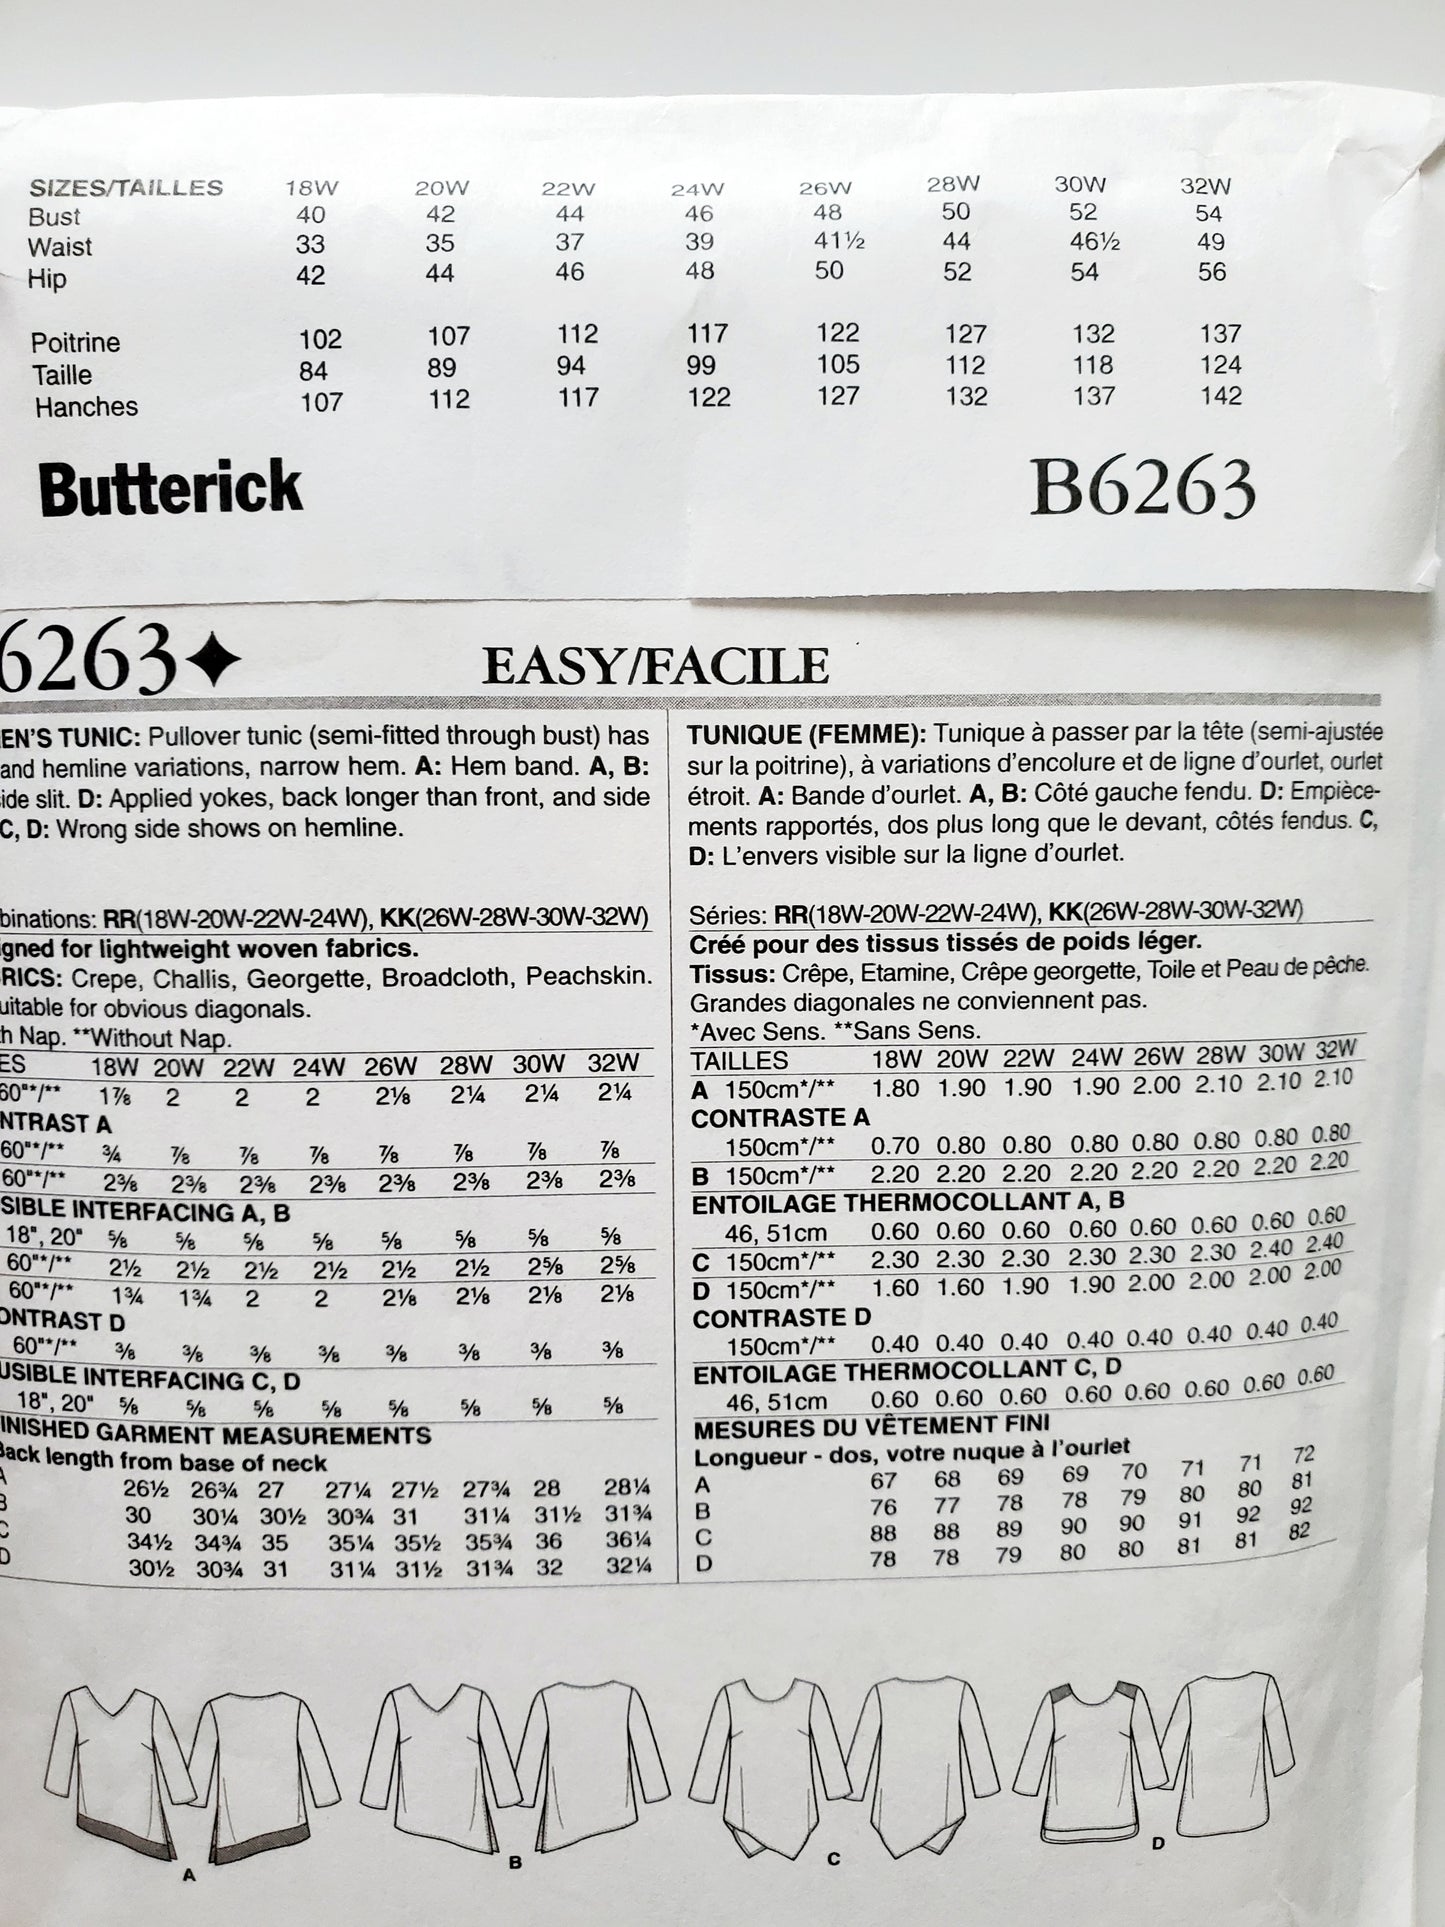 SIZES/TAILLES 18W 20W 22W 24W 26W 28W 30W 32W
Bust 40 42 44 46 48 50 52 54
Waist 33 35 37 39 41½ 44 46½ 49
Hip 42 44 46 48 50 52 54 56
Poitrine 102 107 112 117 122 127 132 137
Taille 84 89 94 99 105 112 118 124
Hanches 107 112 117 122 127 132 137 142
Butterick B6263
6263 EASY/FACILE
EN'S TUNIC: Pullover tunic (semi-fitted through bust) has
and hemline variations, narrow hem. A: Hem band. A, B:
ide slit. D: Applied yokes, back longer than front, and side
C, D: Wrong side shows on hemline.
binations: RR(18W-20W-22W-24W), KK(26W-28W-30W-32W)
gned for lightweight woven fabrics.
RICS: Crepe, Challis, Georgette, Broadcloth, Peachskin.
uitable for obvious diagonals.
h Nap. **Without Nap.
ES 18W 20W 22W 24W 26W 28W 30W 32W
60"*/** 1⅞ 2 2 2 2⅛ 2¼ 2¼ 2¼
NTRAST A
60"*/** ¾ ⅞ ⅞ ⅞ ⅞ ⅞ ⅞ ⅞
60"*/** 2⅜ 2⅜ 2⅜ 2⅜ 2⅜ 2⅜ 2⅜ 2⅜
SIBLE INTERFACING A, B
18", 20" ⅝ ⅝ ⅝ ⅝ ⅝ ⅝ ⅝ ⅝
60"*/** 2½ 2½ 2½ 2½ 2½ 2½ 2⅝ 2⅝
60"*/** 1¾ 1¾ 2 2 2⅛ 2⅛ 2⅛ 2⅛
ONTRAST D
60"*/** ⅜ ⅜ ⅜ ⅜ ⅜ ⅜ ⅜ ⅜
USIBLE INTERFACING C, D
18", 20" ⅝ ⅝ ⅝ ⅝ ⅝ ⅝ ⅝ ⅝
INISHED GARMENT MEASUREMENTS
Back length from base of neck
A 26½ 26¾ 27 27¼ 27½ 27¾ 28 28¼
B 30 30¼ 30½ 30¾ 31 31¼ 31½ 31¾
C 34½ 34¾ 35 35¼ 35½ 35¾ 36 36¼
D 30½ 30¾ 31 31¼ 31½ 31¾ 32 32¼
TUNIQUE (FEMME): Tunique à passer par la tête (semi-ajustée
sur la poitrine), à variations d'encolure et de ligne d'ourlet, ourlet
étroit. A: Bande d'ourlet. A, B: Côté gauche fendu. D: Empièce-
ments rapportés, dos plus long que le devant, côtés fendus. C,
D: L'envers visible sur la ligne d'ourlet.
Séries: RR(18W-20W-22W-24W), KK(26W-28W-30W-32W)
Créé pour des tissus tissés de poids léger.
Tissus: Crêpe, Etamine, Crêpe georgette, Toile et Peau de pêche.
Grandes diagonales ne conviennent pas.
*Avec Sens. **Sans Sens.
TAILLES 18W 20W 22W 24W 26W 28W 30W 32W
A 150cm*/** 1.80 1.90 1.90 1.90 2.00 2.10 2.10 2.10
CONTRASTE A
150cm*/** 0.70 0.80 0.80 0.80 0.80 0.80 0.80 0.80
B 150cm*/** 2.20 2.20 2.20 2.20 2.20 2.20 2.20 2.20
ENTOILAGE THERMOCOLLANT A, B
46, 51cm 0.60 0.60 0.60 0.60 0.60 0.60 0.60 0.60
C 150cm*/** 2.30 2.30 2.30 2.30 2.30 2.30 2.40 2.40
D 150cm*/** 1.60 1.60 1.90 1.90 2.00 2.00 2.00 2.00
CONTRASTE D
150cm*/** 0.40 0.40 0.40 0.40 0.40 0.40 0.40 0.40
ENTOILAGE THERMOCOLLANT C, D
46, 51cm 0.60 0.60 0.60 0.60 0.60 0.60 0.60 0.60
MESURES DU VÊTEMENT FINI
Longueur - dos, votre nuque à l'ourlet
A 67 68 69 69 70 71 71 72
B 76 77 78 78 79 80 80 81
C 88 88 89 90 90 91 92 92
D 78 78 79 80 80 81 81 82
A B C D